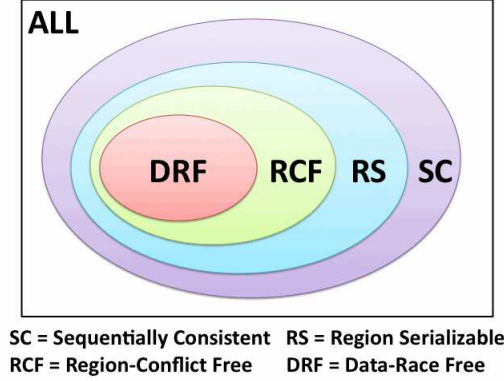 ALL
DRF RCF RS SC
SC = Sequentially Consistent RS = Region Serializable
RCF = Region-Conflict Free DRF = Data-Race Free